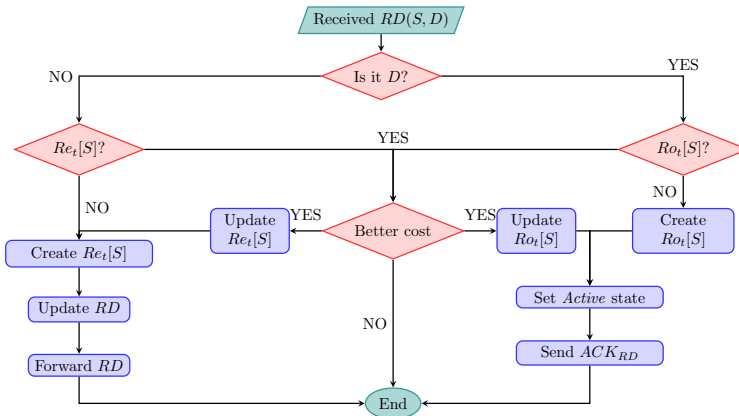 Received RD(S, D)
Is it D?
NO
YES
Re_t[S]?
YES
Ro_t[S]?
NO
NO
Update
Re_t[S]
YES
Better cost
YES
Update
Ro_t[S]
Create
Ro_t[S]
Create Re_t[S]
Update RD
Set Active state
NO
Forward RD
Send ACK_RD
End